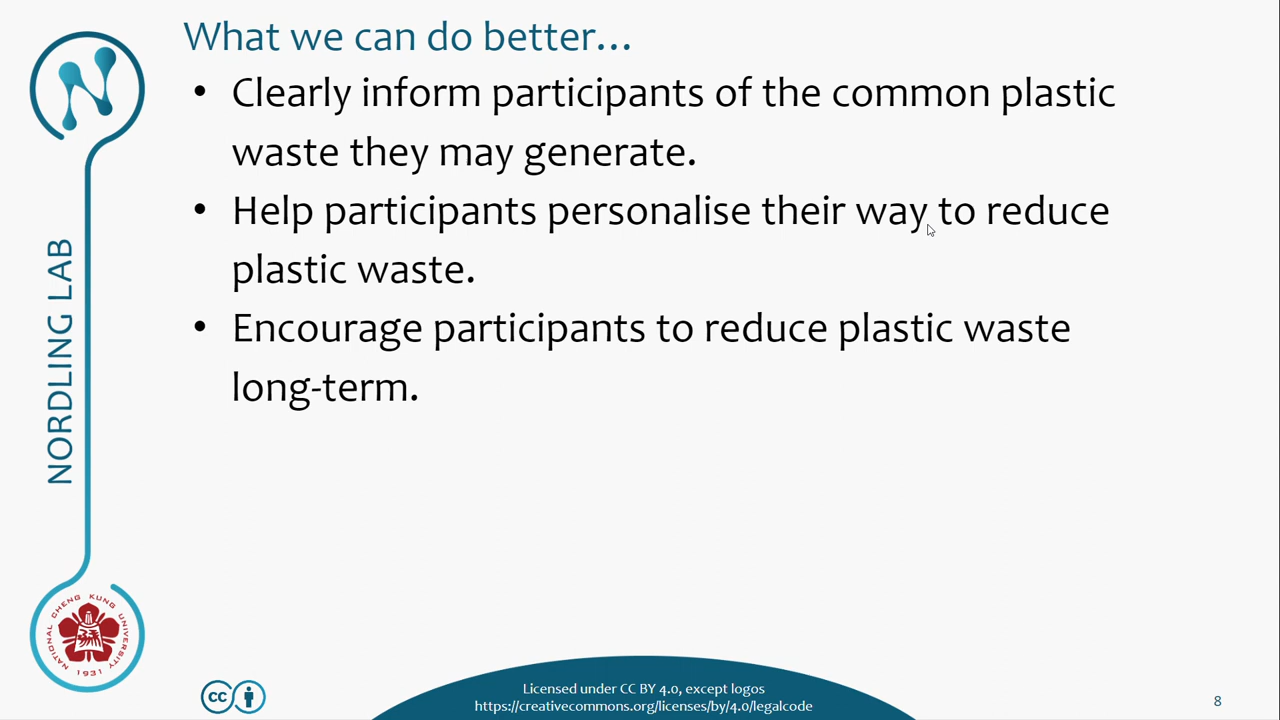 What we can do better...
• Clearly inform participants of the common plastic
waste they may generate.
• Help participants personalise their way to reduce
plastic waste.
• Encourage participants to reduce plastic waste
long-term.
NORDLING LAB
NATIONAL CHENG KUNG UNIVERSITY
1931
cc
Licensed under CC BY 4.0, except logos
https://creativecommons.org/licenses/by/4.0/legalcode
8